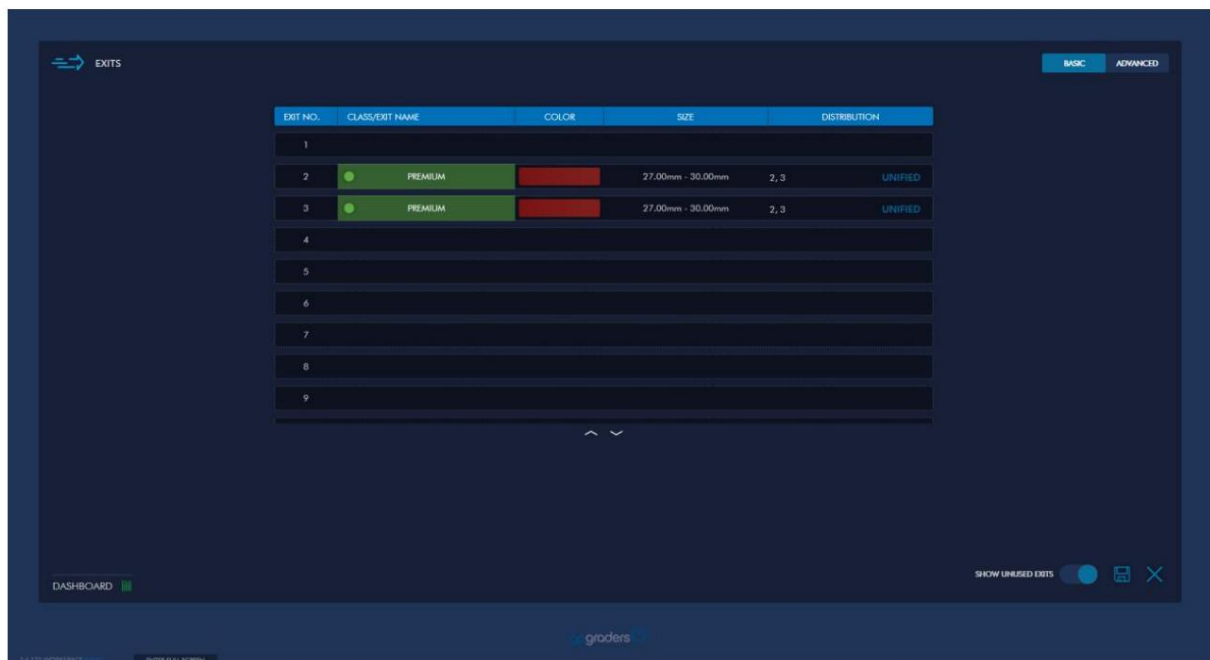 EXITS
BASIC ADVANCED
EXIT NO. CLASS/EXIT NAME COLOR SIZE DISTRIBUTION
1
2 PREMIUM 27.00mm - 30.00mm 2, 3 UNIFIED
3 PREMIUM 27.00mm - 30.00mm 2, 3 UNIFIED
4
5
6
7
8
9
SHOW UNUSED EXITS
DASHBOARD
graders